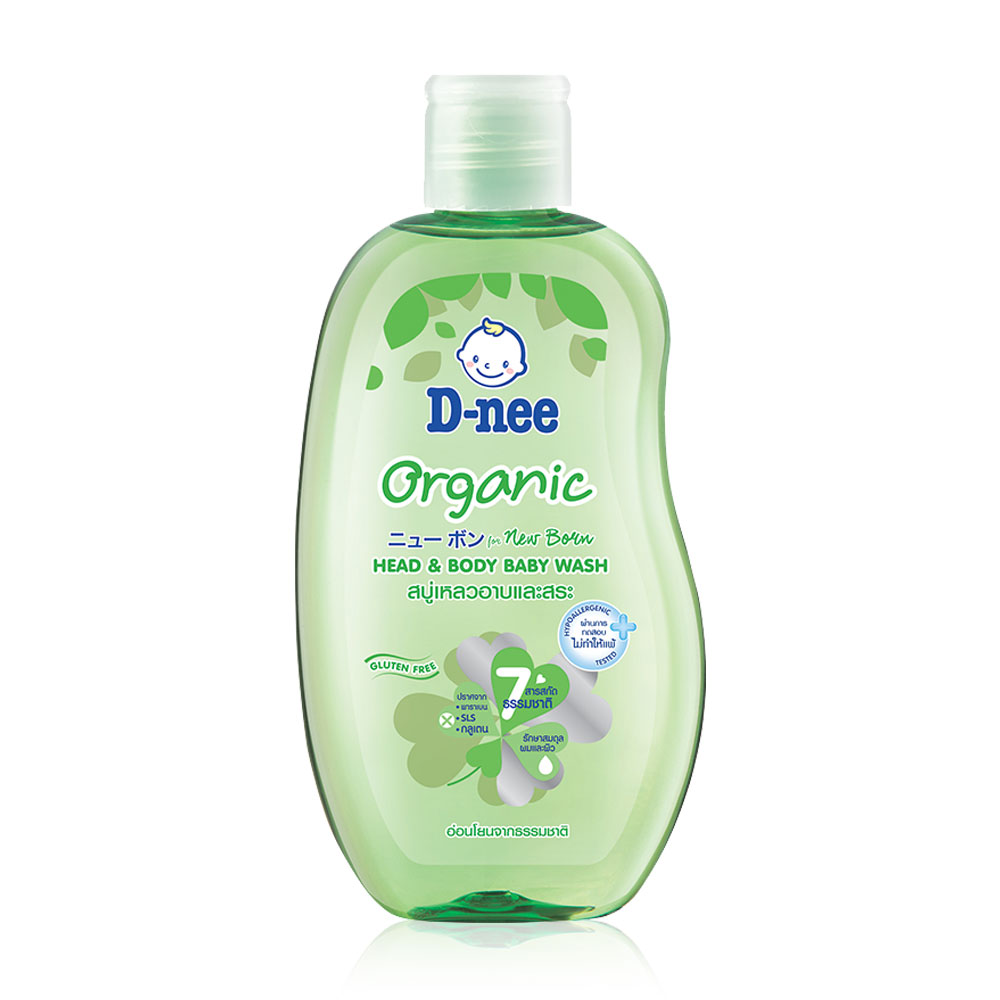 D-nee
Organic
ニュー ボン for New Born
HEAD & BODY BABY WASH
สบู่เหลวอาบและสระ
HYPOALLERGENIC
ผ่านการ
ทดสอบ
ไม่ทำให้แพ้
TESTED
GLUTEN FREE
7 สารสกัด
ธรรมชาติ
ปราศจาก
• พาราเบน
• SLS
• กลูเตน
รักษาสมดุล
ผมและผิว
อ่อนโยนจากธรรมชาติ